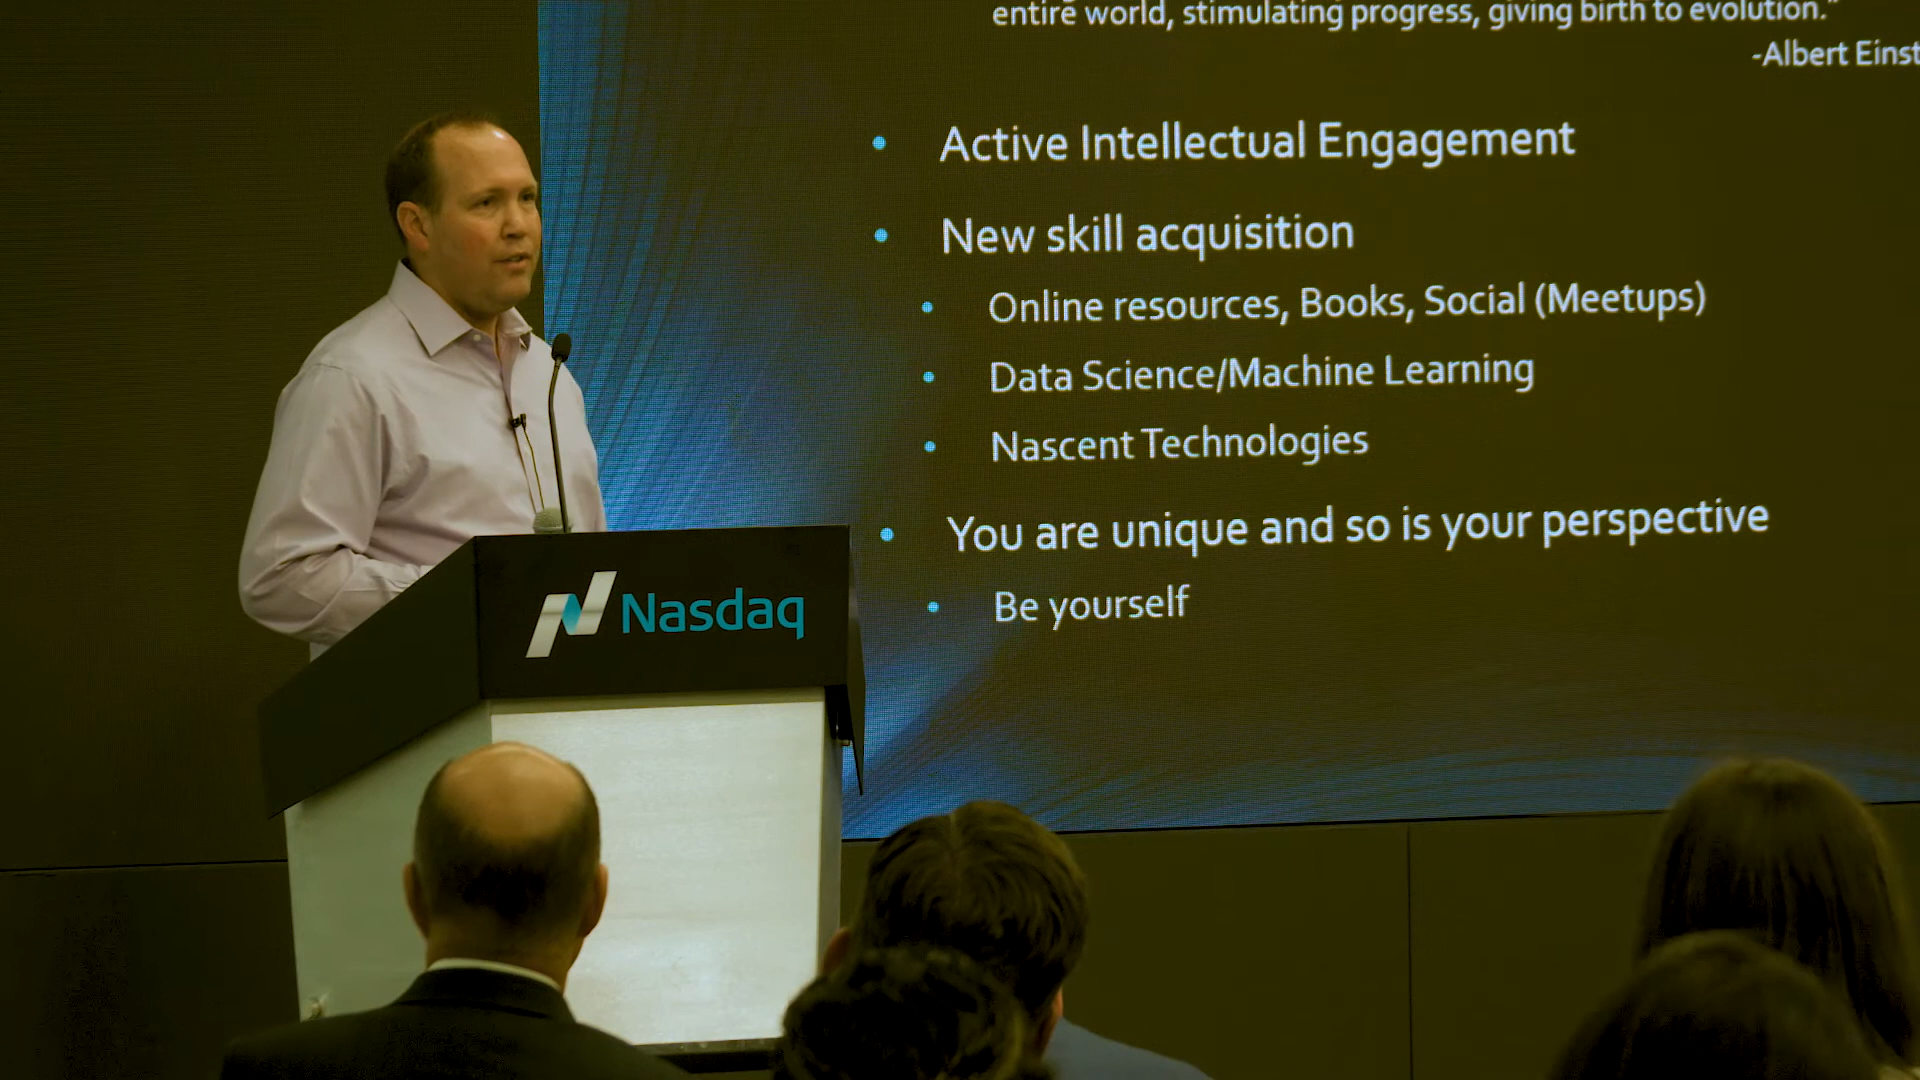 entire world, stimulating progress, giving birth to evolution."
-Albert Einst
• Active Intellectual Engagement
• New skill acquisition
• Online resources, Books, Social (Meetups)
• Data Science/Machine Learning
• Nascent Technologies
• You are unique and so is your perspective
• Be yourself
Nasdaq